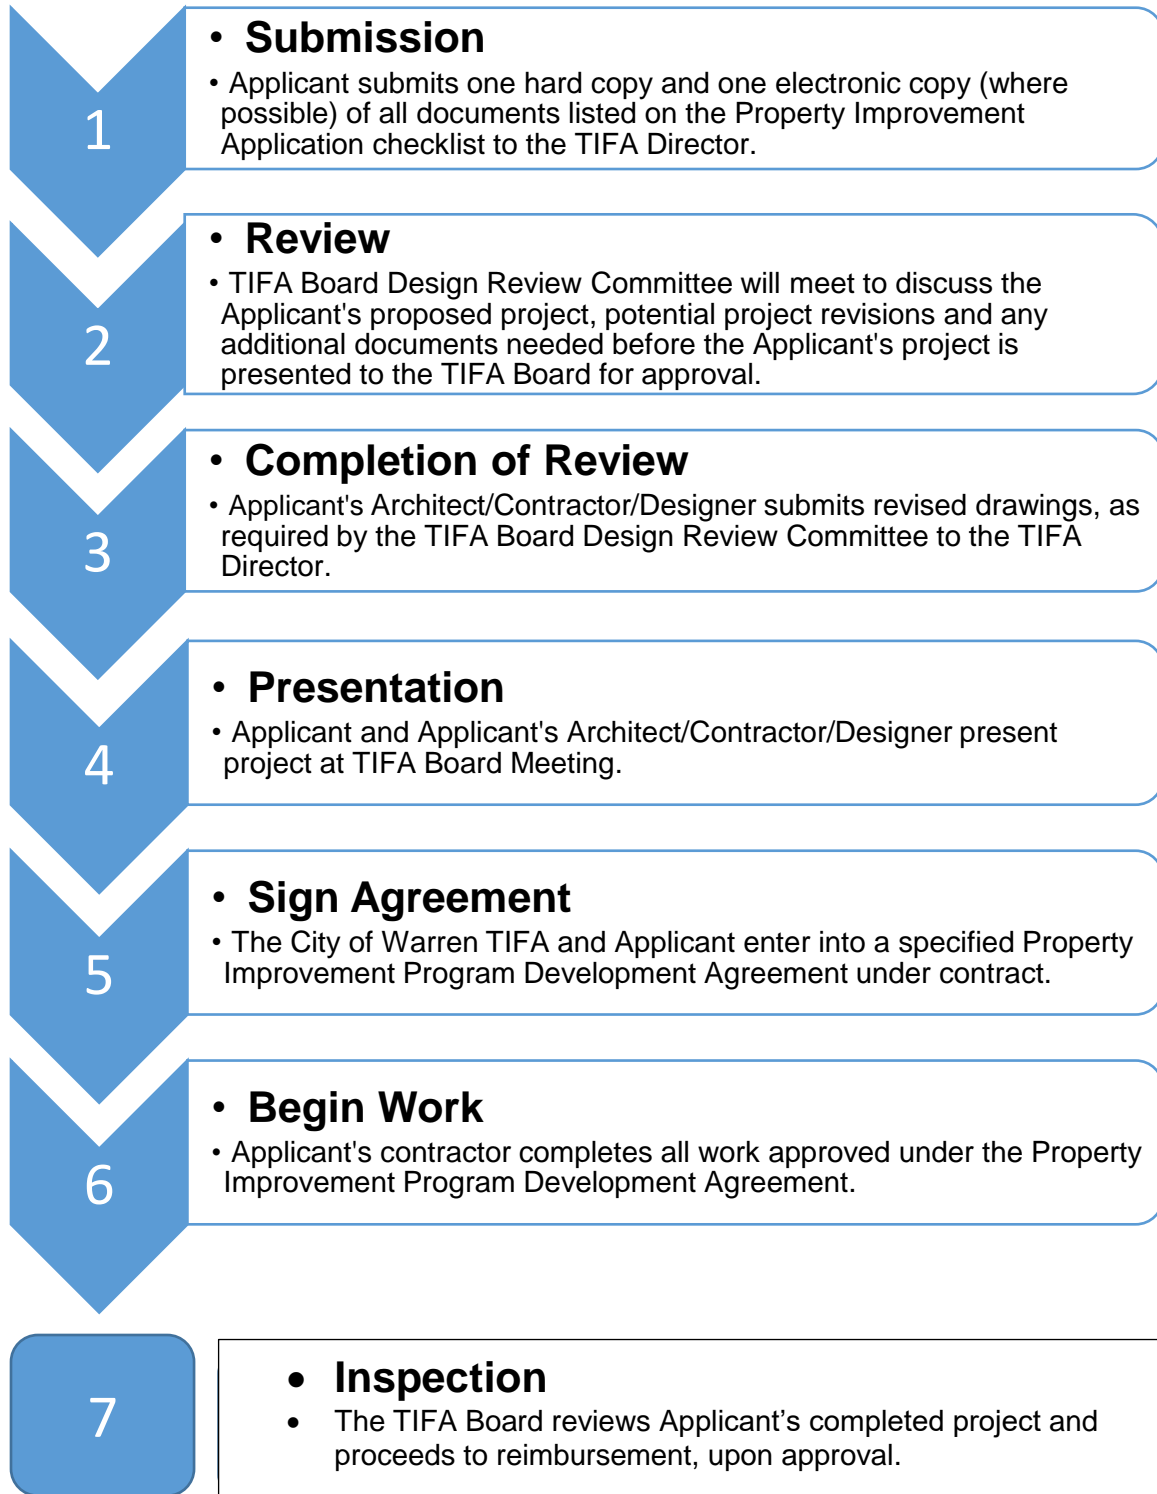 1
• Submission
• Applicant submits one hard copy and one electronic copy (where
possible) of all documents listed on the Property Improvement
Application checklist to the TIFA Director.
2
• Review
• TIFA Board Design Review Committee will meet to discuss the
Applicant's proposed project, potential project revisions and any
additional documents needed before the Applicant's project is
presented to the TIFA Board for approval.
3
• Completion of Review
• Applicant's Architect/Contractor/Designer submits revised drawings, as
required by the TIFA Board Design Review Committee to the TIFA
Director.
4
• Presentation
• Applicant and Applicant's Architect/Contractor/Designer present
project at TIFA Board Meeting.
5
• Sign Agreement
• The City of Warren TIFA and Applicant enter into a specified Property
Improvement Program Development Agreement under contract.
6
• Begin Work
• Applicant's contractor completes all work approved under the Property
Improvement Program Development Agreement.
7
• Inspection
• The TIFA Board reviews Applicant’s completed project and
proceeds to reimbursement, upon approval.